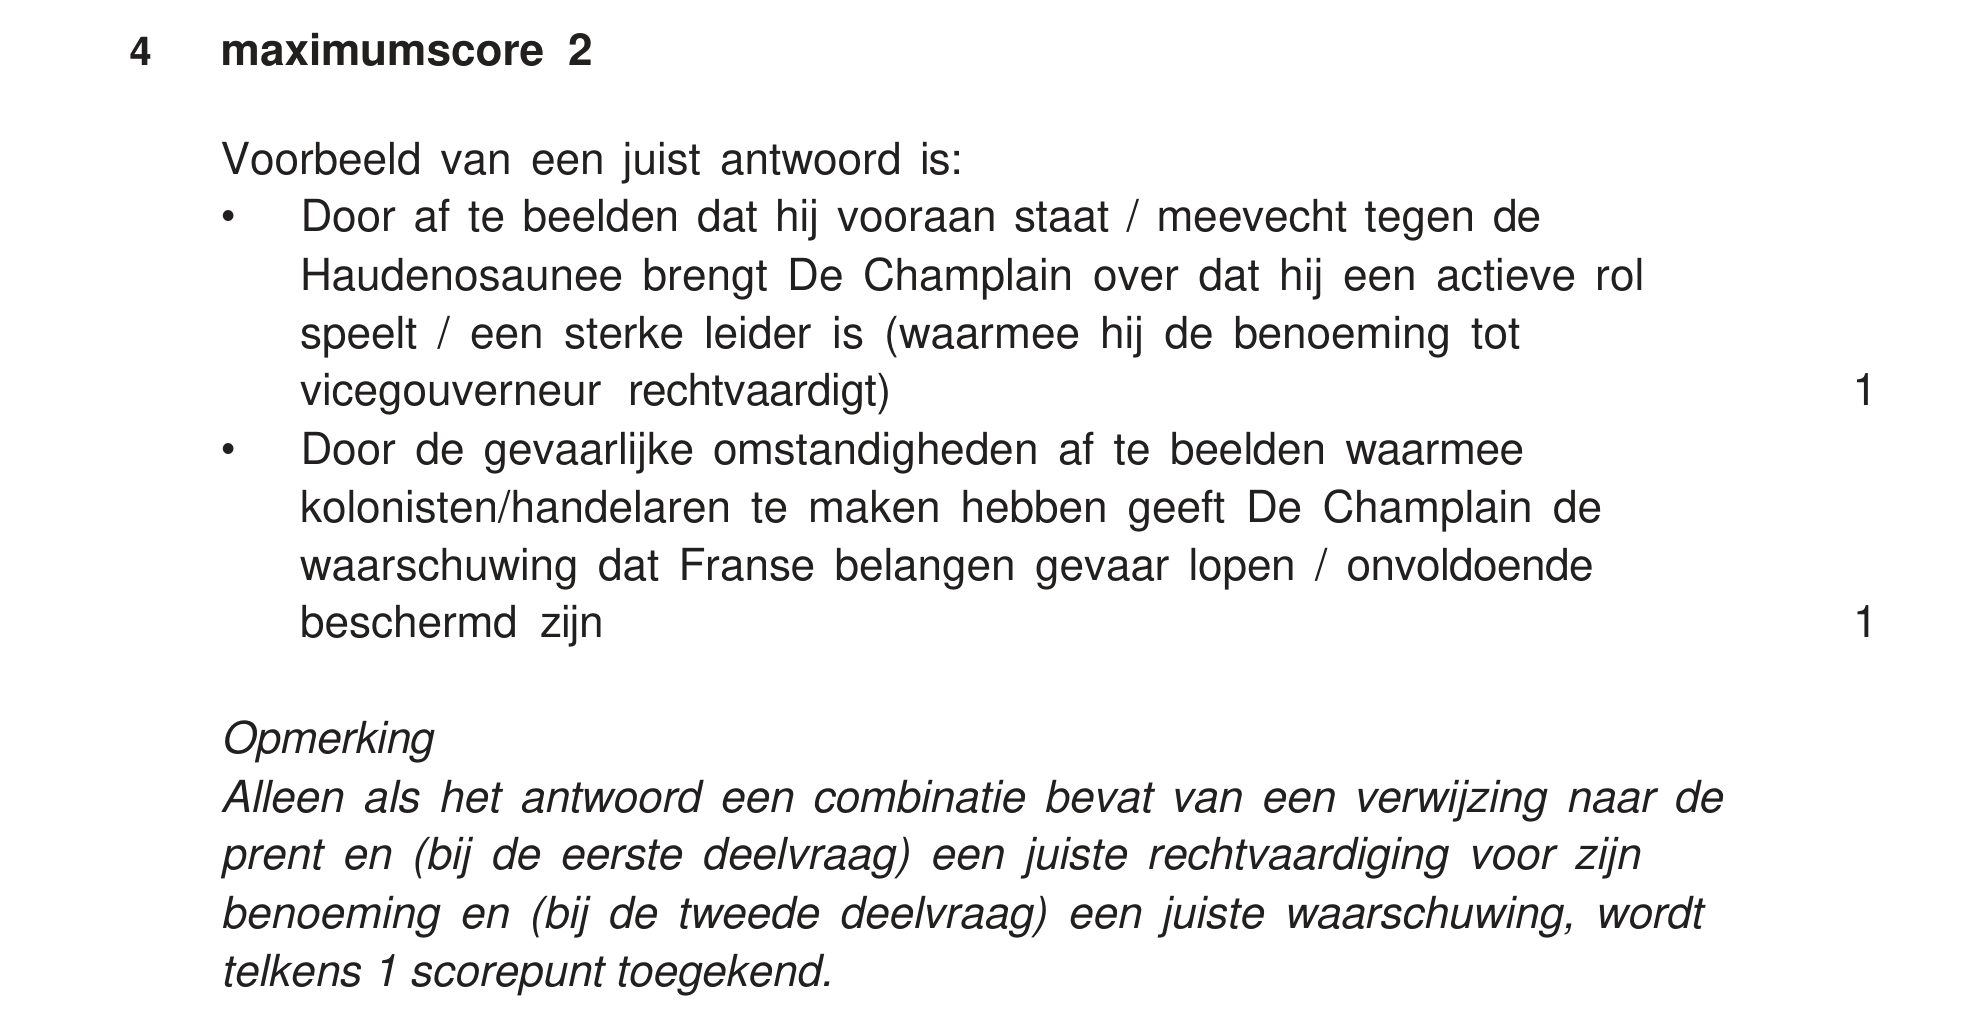 4 maximumscore 2
Voorbeeld van een juist antwoord is:
• Door af te beelden dat hij vooraan staat / meevecht tegen de
Haudenosaunee brengt De Champlain over dat hij een actieve rol
speelt / een sterke leider is (waarmee hij de benoeming tot
vicegouverneur rechtvaardigt) 1
• Door de gevaarlijke omstandigheden af te beelden waarmee
kolonisten/handelaren te maken hebben geeft De Champlain de
waarschuwing dat Franse belangen gevaar lopen / onvoldoende
beschermd zijn 1
Opmerking
Alleen als het antwoord een combinatie bevat van een verwijzing naar de
prent en (bij de eerste deelvraag) een juiste rechtvaardiging voor zijn
benoeming en (bij de tweede deelvraag) een juiste waarschuwing, wordt
telkens 1 scorepunt toegekend.